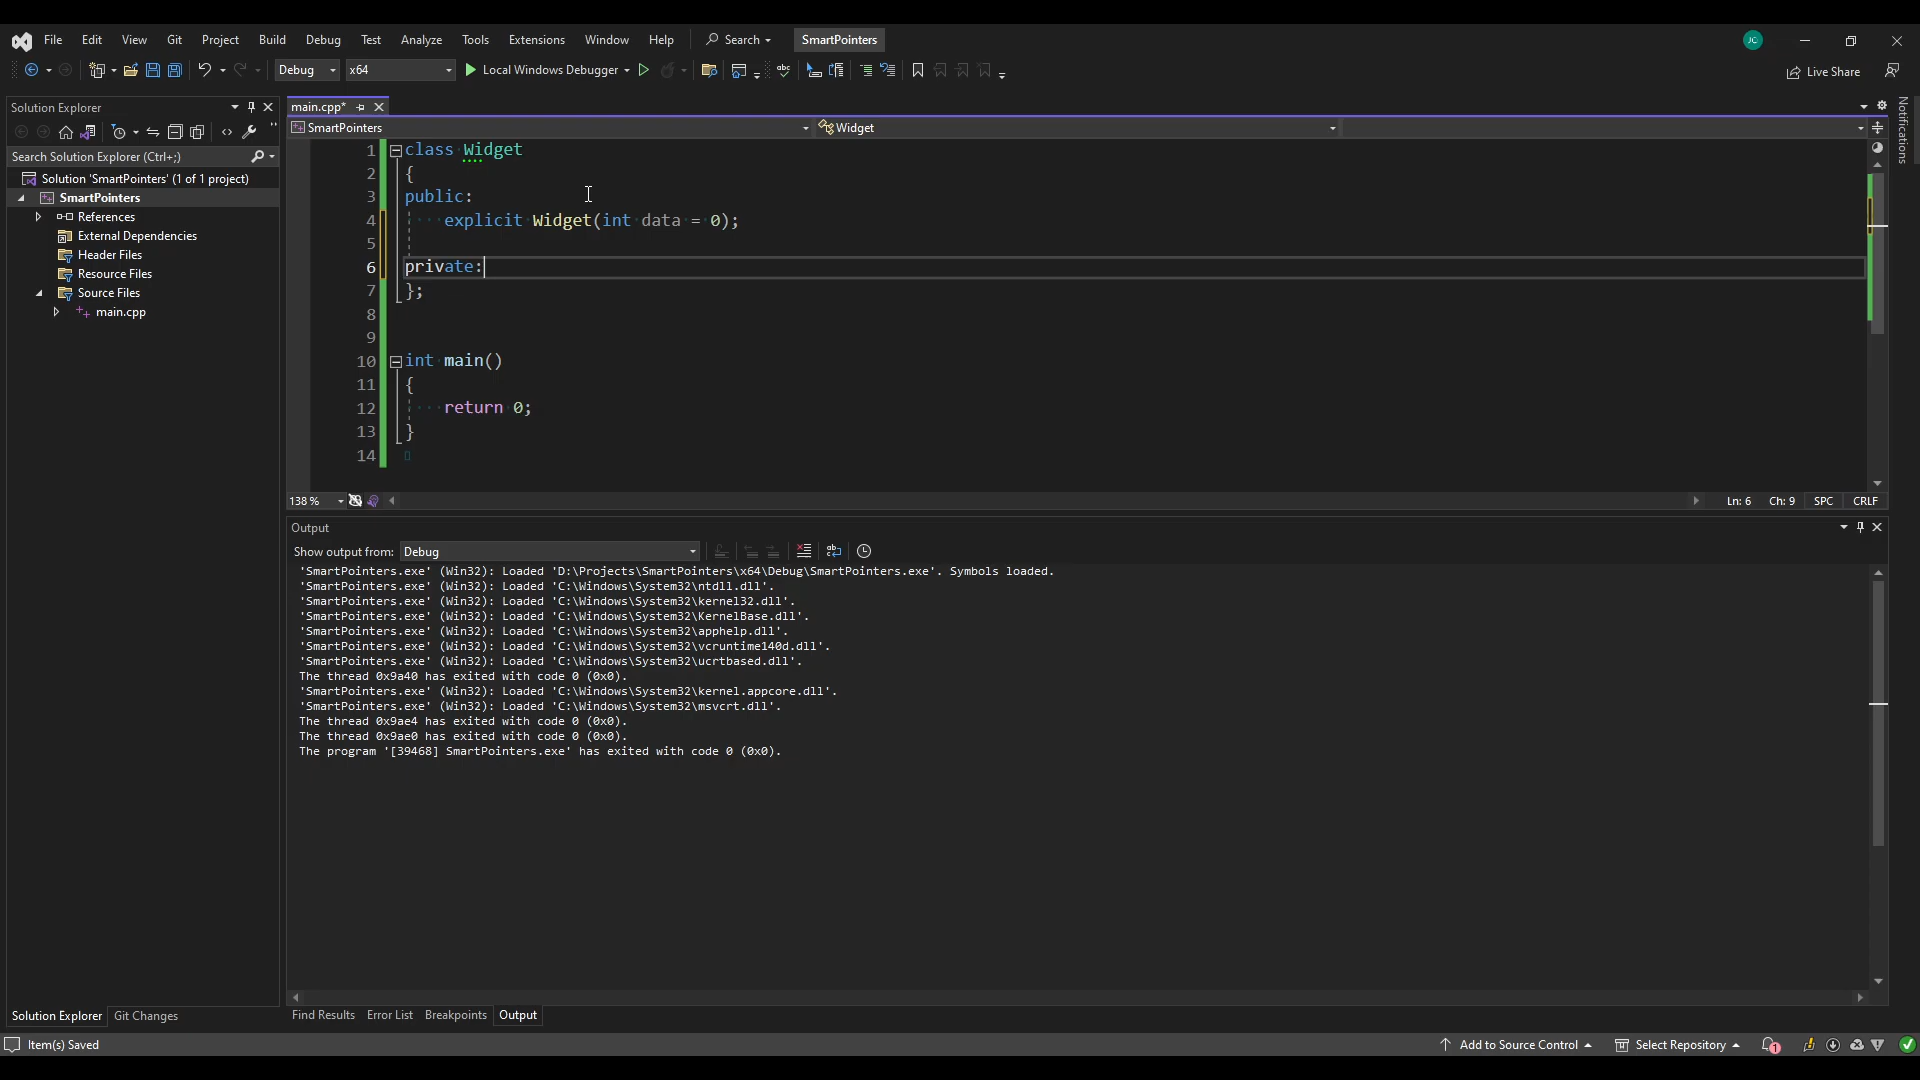 File Edit View Git Project Build Debug Test Analyze Tools Extensions Window Help Search SmartPointers JC
Debug x64 Local Windows Debugger Live Share
Solution Explorer
Search Solution Explorer (Ctrl+;)
Solution 'SmartPointers' (1 of 1 project)
SmartPointers
References
External Dependencies
Header Files
Resource Files
Source Files
main.cpp
Solution Explorer Git Changes
main.cpp*
SmartPointers Widget
1 class Widget
2 {
3 public:
4 explicit Widget(int data = 0);
5
6 private:
7 };
8
9
10 int main()
11 {
12 return 0;
13 }
14
138 % Ln: 6 Ch: 9 SPC CRLF
Output
Show output from: Debug
'SmartPointers.exe' (Win32): Loaded 'D:\Projects\SmartPointers\x64\Debug\SmartPointers.exe'. Symbols loaded.
'SmartPointers.exe' (Win32): Loaded 'C:\Windows\System32\ntdll.dll'.
'SmartPointers.exe' (Win32): Loaded 'C:\Windows\System32\kernel32.dll'.
'SmartPointers.exe' (Win32): Loaded 'C:\Windows\System32\KernelBase.dll'.
'SmartPointers.exe' (Win32): Loaded 'C:\Windows\System32\apphelp.dll'.
'SmartPointers.exe' (Win32): Loaded 'C:\Windows\System32\vcruntime140d.dll'.
'SmartPointers.exe' (Win32): Loaded 'C:\Windows\System32\ucrtbased.dll'.
The thread 0x9a40 has exited with code 0 (0x0).
'SmartPointers.exe' (Win32): Loaded 'C:\Windows\System32\kernel.appcore.dll'.
'SmartPointers.exe' (Win32): Loaded 'C:\Windows\System32\msvcrt.dll'.
The thread 0x9ae4 has exited with code 0 (0x0).
The thread 0x9ae0 has exited with code 0 (0x0).
The program '[39468] SmartPointers.exe' has exited with code 0 (0x0).
Find Results Error List Breakpoints Output
Notifications
Item(s) Saved Add to Source Control Select Repository 1